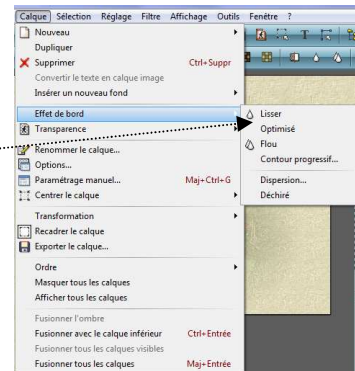 Calque Sélection Réglage Filtre Affichage Outils Fenêtre ?
Nouveau
Dupliquer
Supprimer Ctrl+Suppr
Convertir le texte en calque image
Insérer un nouveau fond
Effet de bord
Transparence
Renommer le calque...
Options...
Paramétrage manuel... Maj+Ctrl+G
Centrer le calque
Transformation
Recadrer le calque
Exporter le calque...
Ordre
Masquer tous les calques
Afficher tous les calques
Fusionner l'ombre
Fusionner avec le calque inférieur Ctrl+Entrée
Fusionner tous les calques visibles
Fusionner tous les calques Maj+Entrée
Lisser
Optimisé
Flou
Contour progressif...
Dispersion...
Déchiré